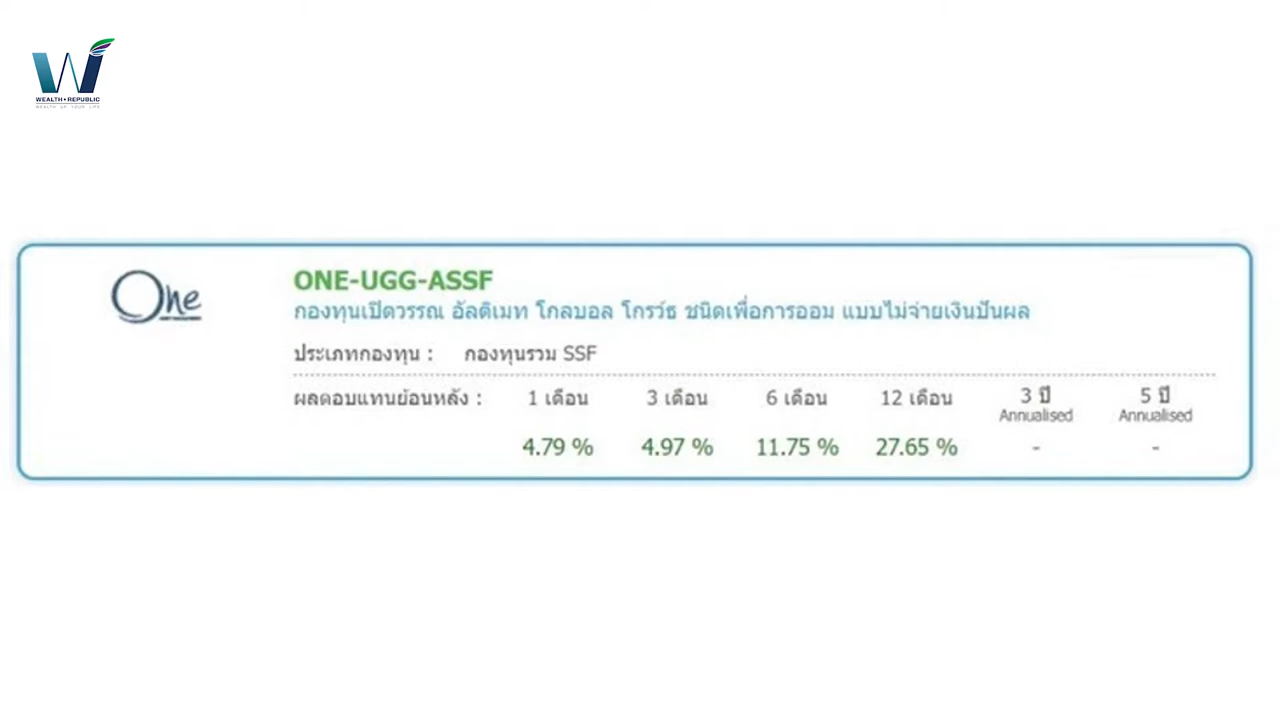 WEALTH•REPUBLIC
WEALTH UP YOUR LIFE
One
ONE-UGG-ASSF
กองทุนเปิดวรรณ อัลติเมท โกลบอล โกรว์ธ ชนิดเพื่อการออม แบบไม่จ่ายเงินปันผล
ประเภทกองทุน : กองทุนรวม SSF
ผลตอบแทนย้อนหลัง : 1 เดือน 3 เดือน 6 เดือน 12 เดือน 3 ปี 5 ปี
Annualised Annualised
4.79 % 4.97 % 11.75 % 27.65 % - -